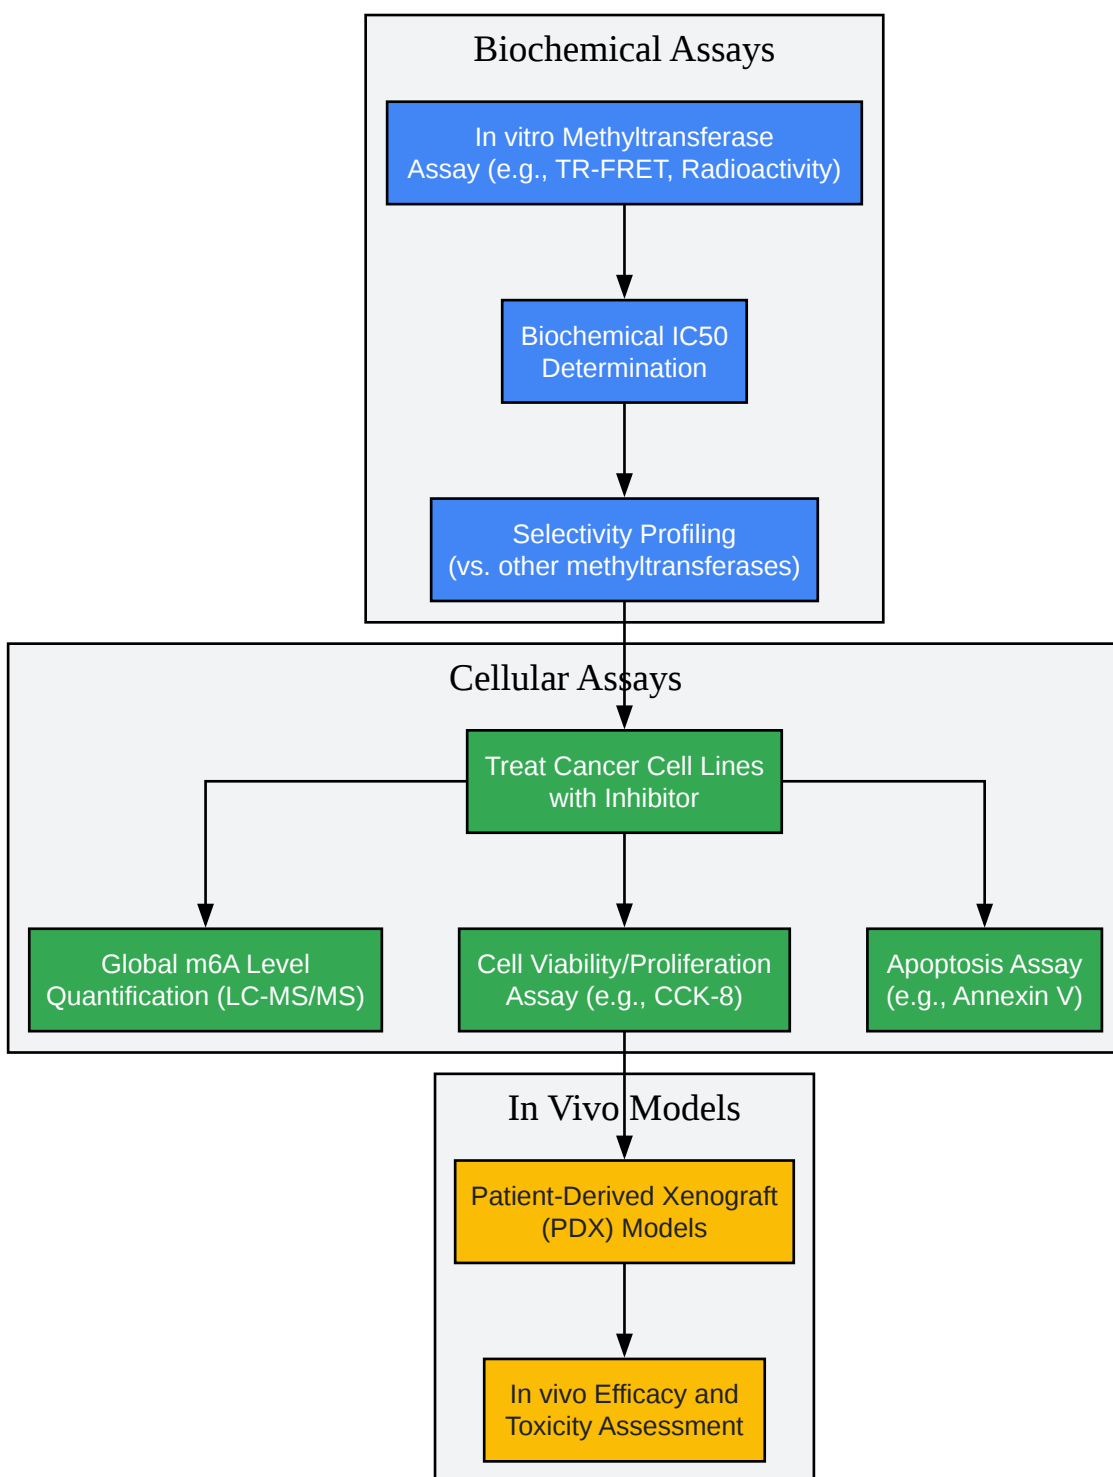 Biochemical Assays
In vitro Methyltransferase
Assay (e.g., TR-FRET, Radioactivity)
Biochemical IC50
Determination
Selectivity Profiling
(vs. other methyltransferases)
Cellular Assays
Treat Cancer Cell Lines
with Inhibitor
Global m6A Level
Quantification (LC-MS/MS)
Cell Viability/Proliferation
Assay (e.g., CCK-8)
Apoptosis Assay
(e.g., Annexin V)
In Vivo Models
Patient-Derived Xenograft
(PDX) Models
In vivo Efficacy and
Toxicity Assessment